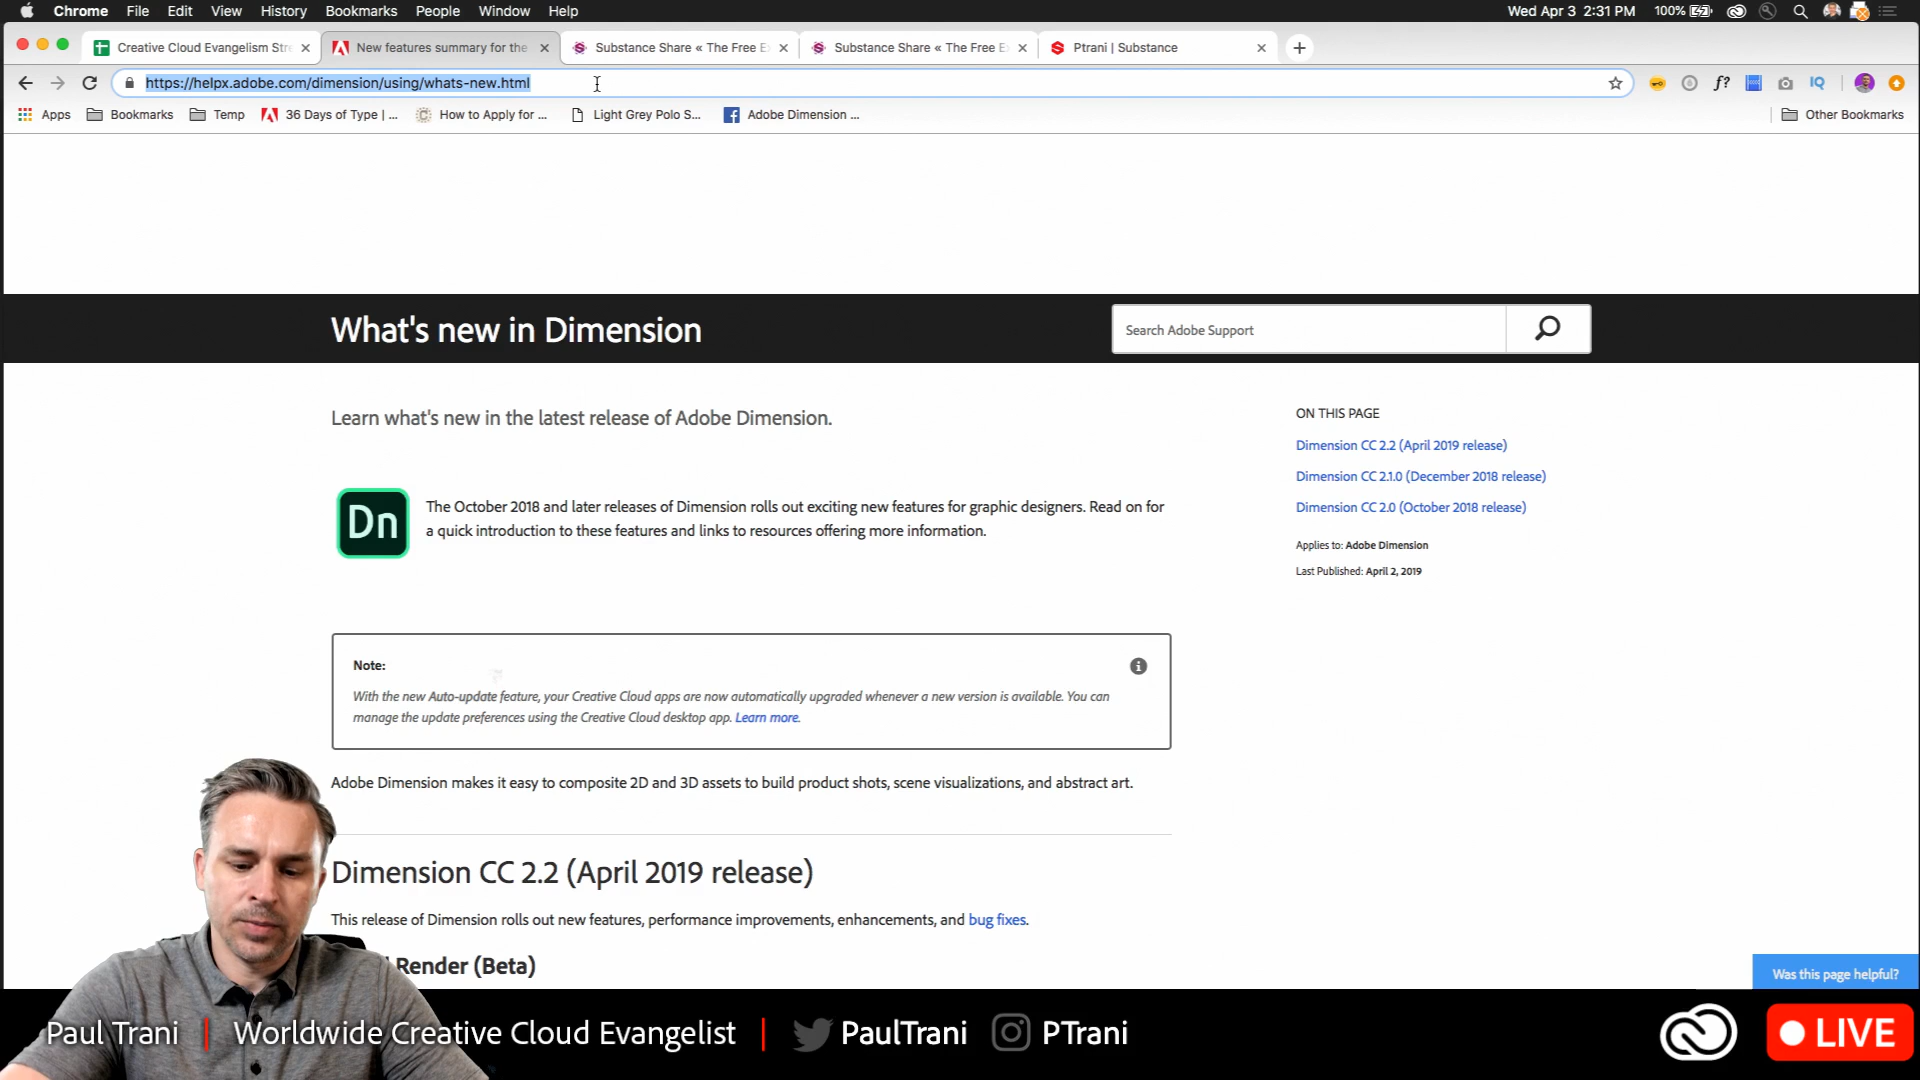 Chrome File Edit View History Bookmarks People Window Help Wed Apr 3 2:31 PM 100%
Creative Cloud Evangelism Stre New features summary for the Substance Share « The Free E Substance Share « The Free E Ptrani | Substance
https://helpx.adobe.com/dimension/using/whats-new.html f? IQ
Apps Bookmarks Temp 36 Days of Type | ... How to Apply for ... Light Grey Polo S... Adobe Dimension ... Other Bookmarks
What's new in Dimension
Search Adobe Support
Learn what's new in the latest release of Adobe Dimension.
ON THIS PAGE
Dimension CC 2.2 (April 2019 release)
Dimension CC 2.1.0 (December 2018 release)
Dimension CC 2.0 (October 2018 release)
Applies to: Adobe Dimension
Last Published: April 2, 2019
Dn
The October 2018 and later releases of Dimension rolls out exciting new features for graphic designers. Read on for
a quick introduction to these features and links to resources offering more information.
Note:
With the new Auto-update feature, your Creative Cloud apps are now automatically upgraded whenever a new version is available. You can
manage the update preferences using the Creative Cloud desktop app. Learn more.
Adobe Dimension makes it easy to composite 2D and 3D assets to build product shots, scene visualizations, and abstract art.
Dimension CC 2.2 (April 2019 release)
This release of Dimension rolls out new features, performance improvements, enhancements, and bug fixes.
Render (Beta)
Was this page helpful?
Paul Trani | Worldwide Creative Cloud Evangelist | PaulTrani PTrani
LIVE